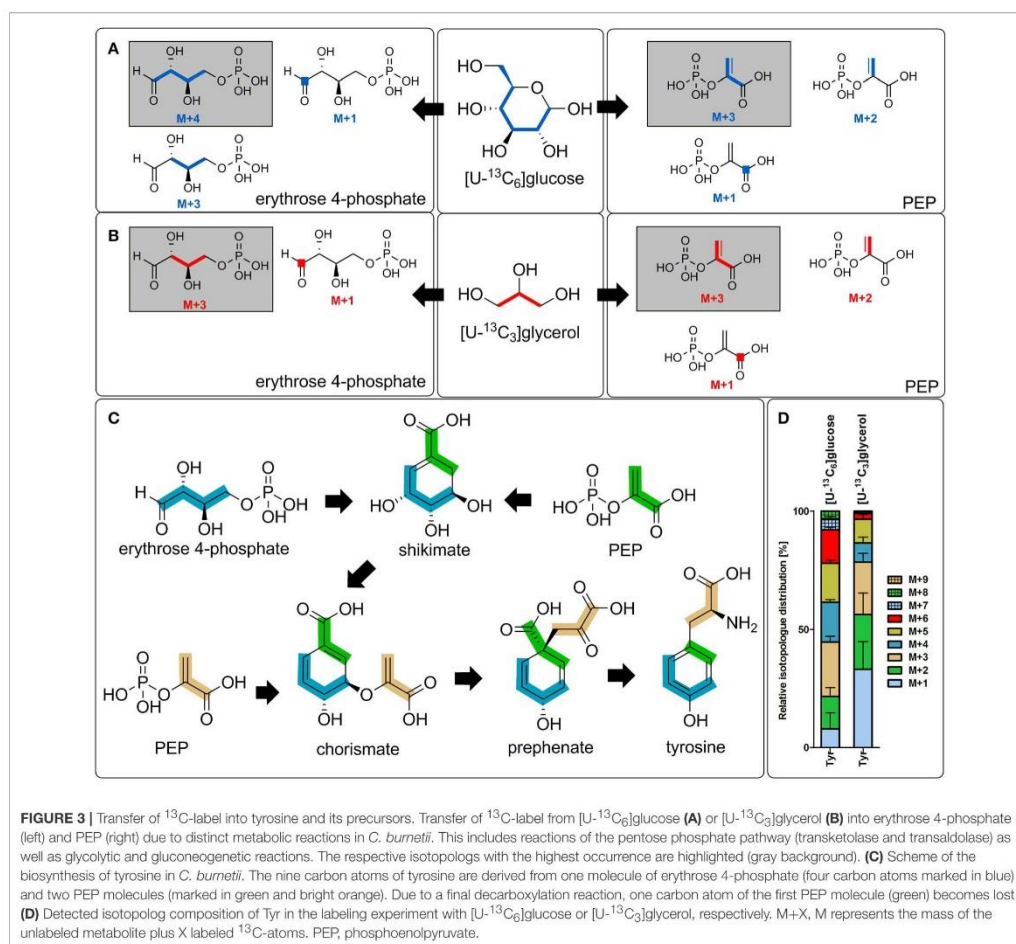 A
OH
H
O
OH
O
P
O
OH
OH
M+4
OH
H
O
OH
O
P
O
OH
OH
M+1
OH
H
O
OH
O
P
O
OH
OH
M+3
erythrose 4-phosphate
HO
O
HO
OH
HO
OH
[U-¹³C₆]glucose
O
HO
P
O
OH
OH
O
M+3
O
HO
P
O
OH
OH
O
M+2
O
HO
P
O
OH
OH
O
M+1
PEP
B
OH
H
O
OH
O
P
O
OH
OH
M+3
OH
H
O
OH
O
P
O
OH
OH
M+1
erythrose 4-phosphate
OH
HO
OH
[U-¹³C₃]glycerol
O
HO
P
O
OH
OH
O
M+3
O
HO
P
O
OH
OH
O
M+2
O
HO
P
O
OH
OH
O
M+1
PEP
C
OH
H
O
OH
O
P
O
OH
OH
erythrose 4-phosphate
O
OH
HO
OH
OH
shikimate
O
HO
P
O
OH
OH
O
PEP
O
HO
P
O
OH
OH
O
PEP
O
OH
O
OH
OH
O
chorismate
OH
O
O
OH
O
OH
prephenate
O
OH
NH₂
OH
tyrosine
D
[U-¹³C₆]glucose
[U-¹³C₃]glycerol
Relative isotopologue distribution [%]
100
50
0
Tyr
Tyr
M+9
M+8
M+7
M+6
M+5
M+4
M+3
M+2
M+1
FIGURE 3 | Transfer of ¹³C-label into tyrosine and its precursors. Transfer of ¹³C-label from [U-¹³C₆]glucose (A) or [U-¹³C₃]glycerol (B) into erythrose 4-phosphate
(left) and PEP (right) due to distinct metabolic reactions in C. burnetii. This includes reactions of the pentose phosphate pathway (transketolase and transaldolase) as
well as glycolytic and gluconeogenetic reactions. The respective isotopologs with the highest occurrence are highlighted (gray background). (C) Scheme of the
biosynthesis of tyrosine in C. burnetii. The nine carbon atoms of tyrosine are derived from one molecule of erythrose 4-phosphate (four carbon atoms marked in blue)
and two PEP molecules (marked in green and bright orange). Due to a final decarboxylation reaction, one carbon atom of the first PEP molecule (green) becomes lost
(D) Detected isotopolog composition of Tyr in the labeling experiment with [U-¹³C₆]glucose or [U-¹³C₃]glycerol, respectively. M+X, M represents the mass of the
unlabeled metabolite plus X labeled ¹³C-atoms. PEP, phosphoenolpyruvate.